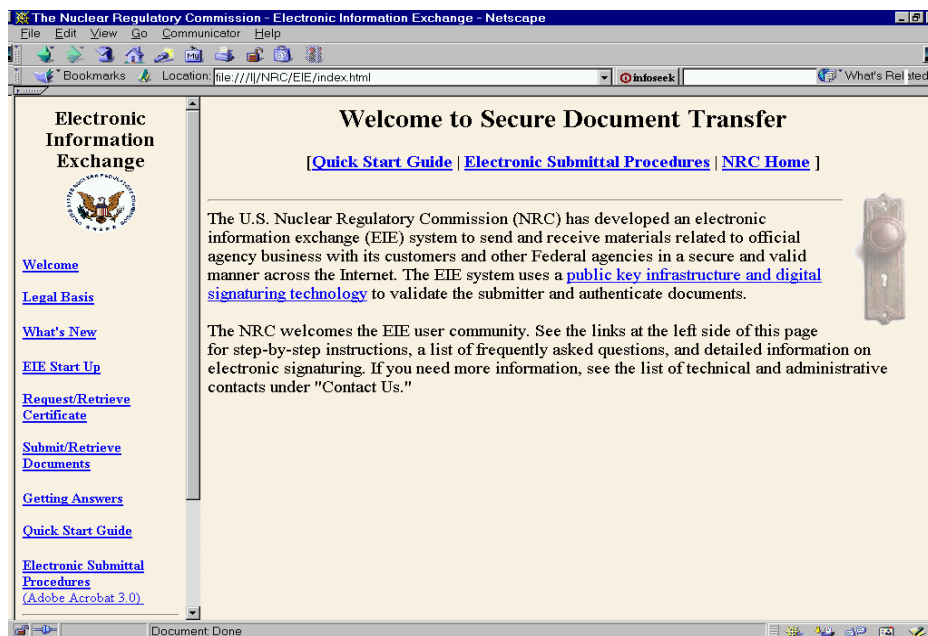 The Nuclear Regulatory Commission - Electronic Information Exchange - Netscape
File Edit View Go Communicator Help
My
Bookmarks Location: file:///I|/NRC/EIE/index.html infoseek What's Related
Electronic
Information
Exchange
Welcome
Legal Basis
What's New
EIE Start Up
Request/Retrieve
Certificate
Submit/Retrieve
Documents
Getting Answers
Quick Start Guide
Electronic Submittal
Procedures
(Adobe Acrobat 3.0)
Welcome to Secure Document Transfer
[Quick Start Guide | Electronic Submittal Procedures | NRC Home ]
The U.S. Nuclear Regulatory Commission (NRC) has developed an electronic
information exchange (EIE) system to send and receive materials related to official
agency business with its customers and other Federal agencies in a secure and valid
manner across the Internet. The EIE system uses a public key infrastructure and digital
signaturing technology to validate the submitter and authenticate documents.
The NRC welcomes the EIE user community. See the links at the left side of this page
for step-by-step instructions, a list of frequently asked questions, and detailed information on
electronic signaturing. If you need more information, see the list of technical and administrative
contacts under "Contact Us."
Document: Done